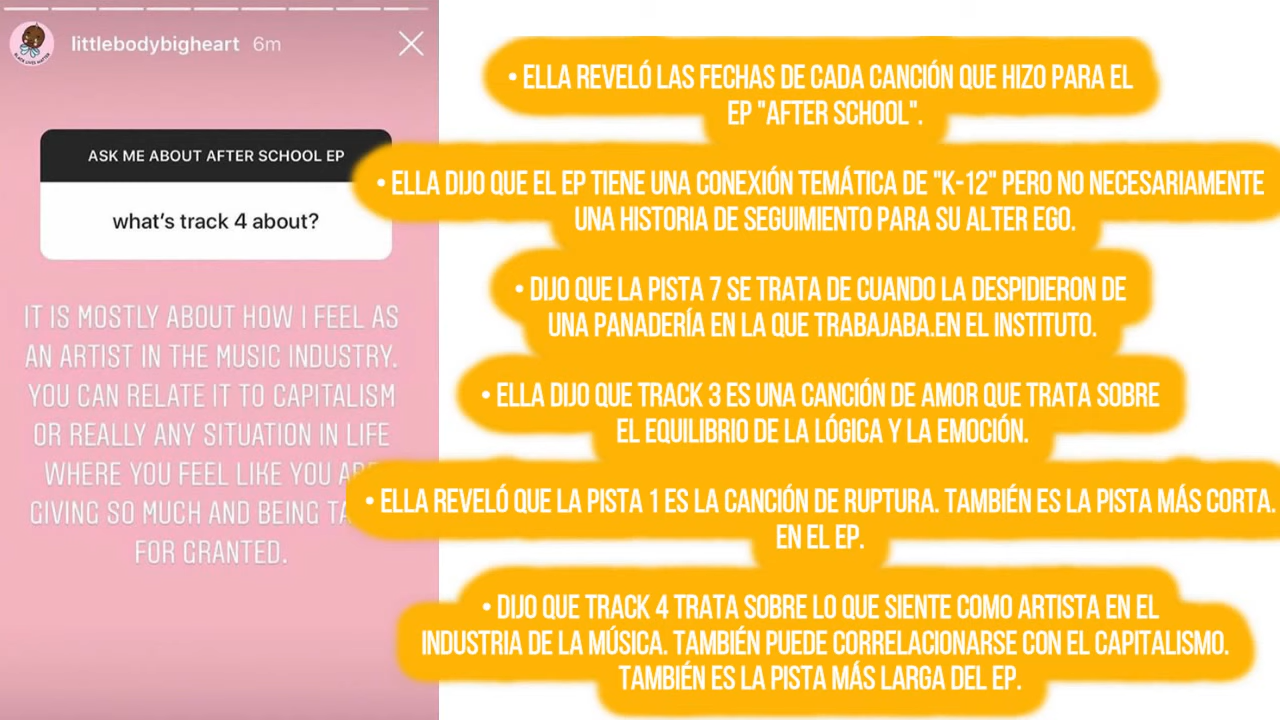 littlebodybigheart 6m
ASK ME ABOUT AFTER SCHOOL EP
what's track 4 about?
IT IS MOSTLY ABOUT HOW I FEEL AS
AN ARTIST IN THE MUSIC INDUSTRY.
YOU CAN RELATE IT TO CAPITALISM
OR REALLY ANY SITUATION IN LIFE
WHERE YOU FEEL LIKE YOU
GIVING SO MUCH AND BEING
FOR GRANTED.
• ELLA REVELÓ LAS FECHAS DE CADA CANCIÓN QUE HIZO PARA EL
EP "AFTER SCHOOL".
• ELLA DIJO QUE EL EP TIENE UNA CONEXIÓN TEMÁTICA DE "K-12" PERO NO NECESARIAMENTE
UNA HISTORIA DE SEGUIMIENTO PARA SU ALTER EGO.
• DIJO QUE LA PISTA 7 SE TRATA DE CUANDO LA DESPIDIERON DE
UNA PANADERÍA EN LA QUE TRABAJABA.EN EL INSTITUTO.
• ELLA DIJO QUE TRACK 3 ES UNA CANCIÓN DE AMOR QUE TRATA SOBRE
EL EQUILIBRIO DE LA LÓGICA Y LA EMOCIÓN.
• ELLA REVELÓ QUE LA PISTA 1 ES LA CANCIÓN DE RUPTURA. TAMBIÉN ES LA PISTA MÁS CORTA.
EN EL EP.
• DIJO QUE TRACK 4 TRATA SOBRE LO QUE SIENTE COMO ARTISTA EN EL
INDUSTRIA DE LA MÚSICA. TAMBIÉN PUEDE CORRELACIONARSE CON EL CAPITALISMO.
TAMBIÉN ES LA PISTA MÁS LARGA DEL EP.